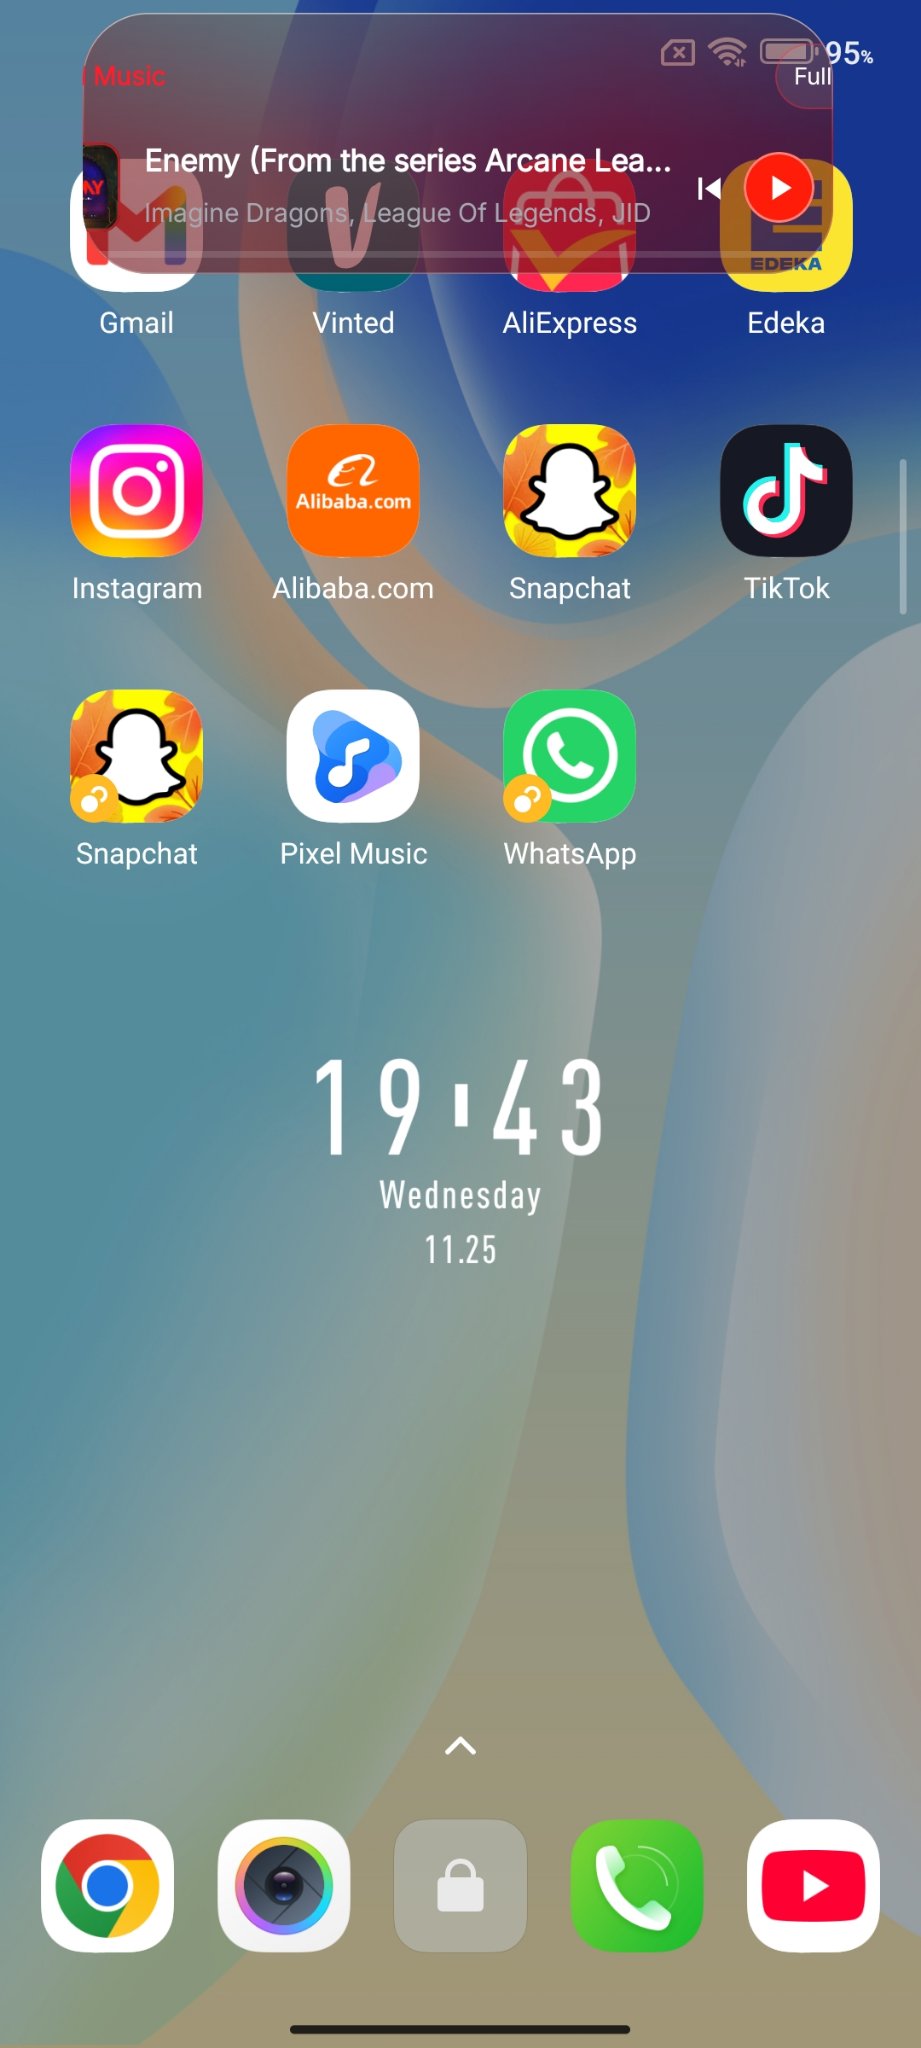 Music
95%
Full
Enemy (From the series Arcane Lea...
Imagine Dragons, League Of Legends, JID
EDEKA
Gmail
Vinted
AliExpress
Edeka
Alibaba.com
Instagram
Alibaba.com
Snapchat
TikTok
Snapchat
Pixel Music
WhatsApp
19:43
Wednesday
11.25